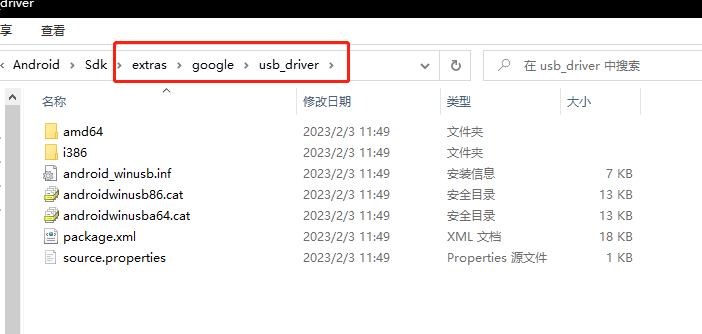 _driver
享 查看
Android > Sdk > extras > google > usb_driver >
在 usb_driver 中搜索
名称 修改日期 类型 大小
amd64 2023/2/3 11:49 文件夹
i386 2023/2/3 11:49 文件夹
android_winusb.inf 2023/2/3 11:49 安装信息 7 KB
androidwinusb86.cat 2023/2/3 11:49 安全目录 13 KB
androidwinusba64.cat 2023/2/3 11:49 安全目录 13 KB
package.xml 2023/2/3 11:49 XML 文档 18 KB
source.properties 2023/2/3 11:49 Properties 源文件 1 KB